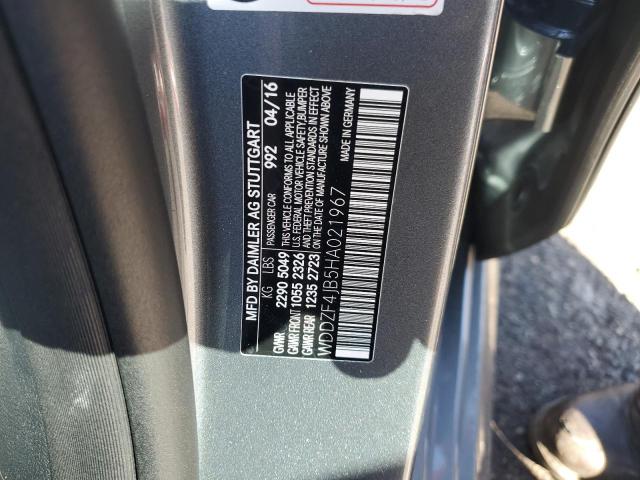 MFD BY DAIMLER AG STUTTGART
PASSENGER CAR 992 04/16
KG LBS
GVWR 2290 5049
GAWR FRONT 1055 2326
GAWR REAR 1235 2723
THIS VEHICLE CONFORMS TO ALL APPLICABLE
U.S. FEDERAL MOTOR VEHICLE SAFETY,BUMPER
AND THEFT PREVENTION STANDARDS IN EFFECT
ON THE DATE OF MANUFACTURE SHOWN ABOVE
WDDZF4JB5HA021967
MADE IN GERMANY